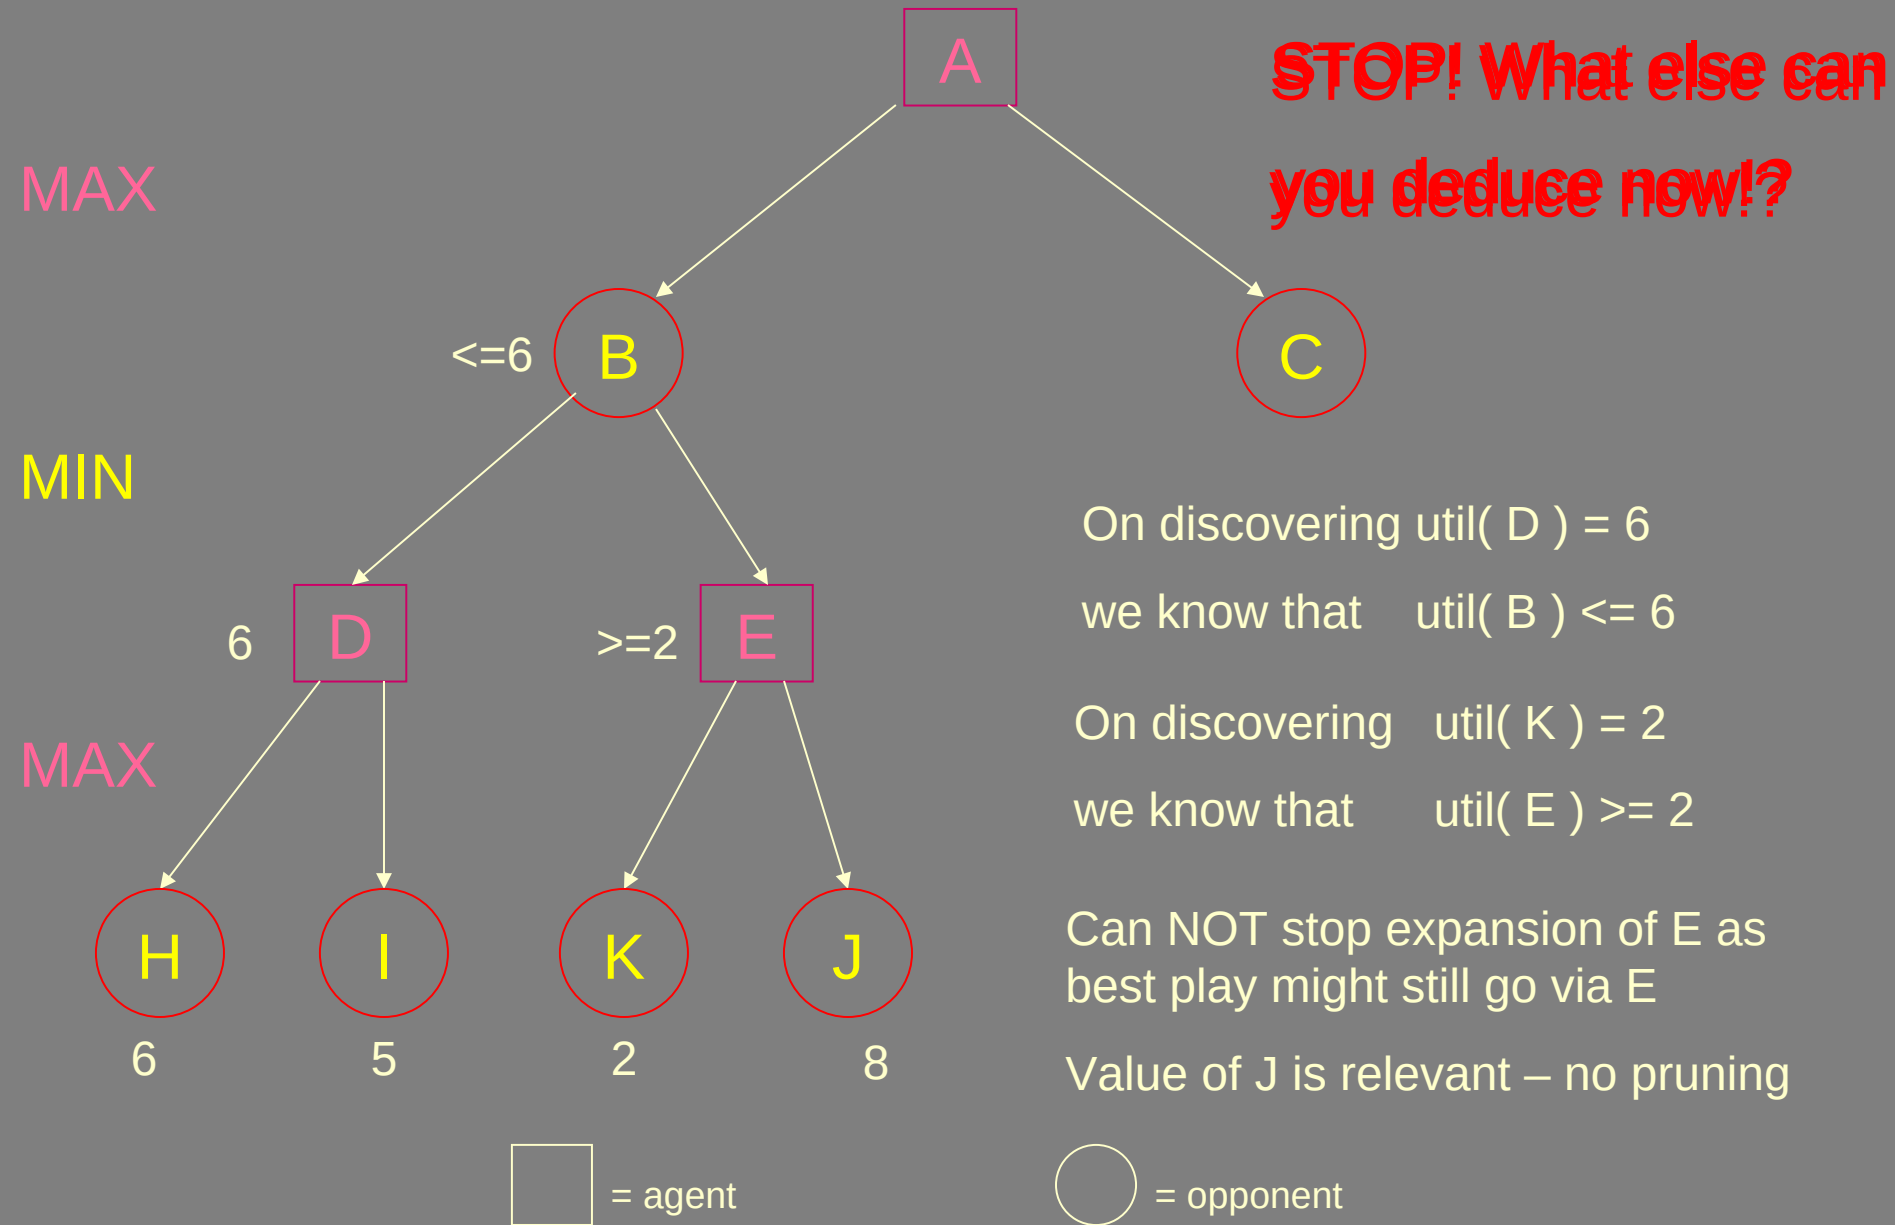 A
STOP! What else can
you deduce now!?
MAX
<=6
B
C
MIN
On discovering util( D ) = 6
we know that util( B ) <= 6
6
D
>=2
E
On discovering util( K ) = 2
we know that util( E ) >= 2
MAX
H
I
K
J
Can NOT stop expansion of E as
best play might still go via E
6
5
2
8
Value of J is relevant – no pruning
= agent
= opponent